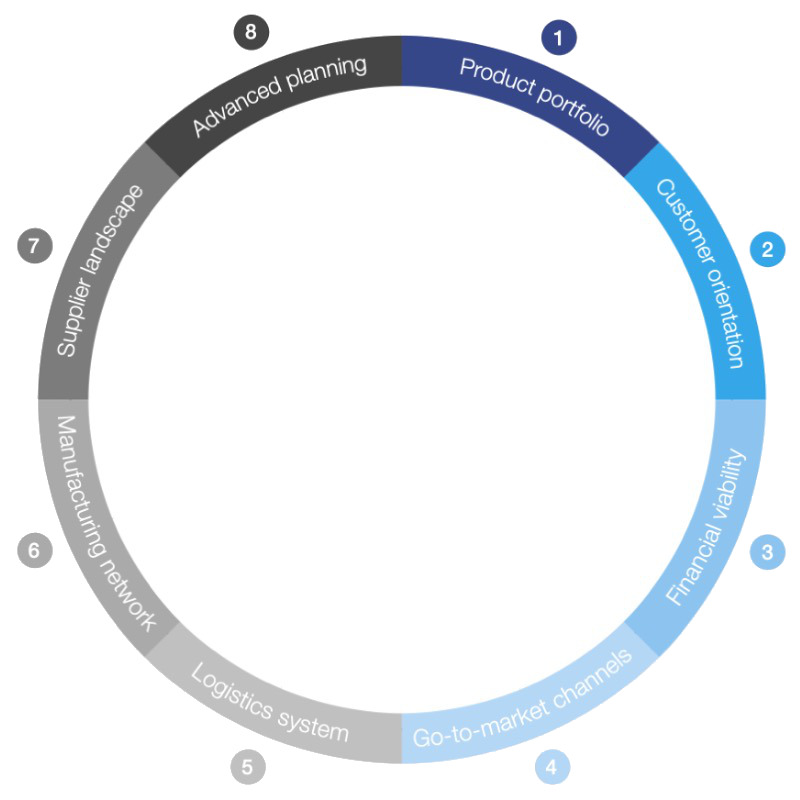 1
Product portfolio
2
Customer orientation
3
Financial viability
4
Go-to-market channels
5
Logistics system
6
Manufacturing network
7
Supplier landscape
8
Advanced planning